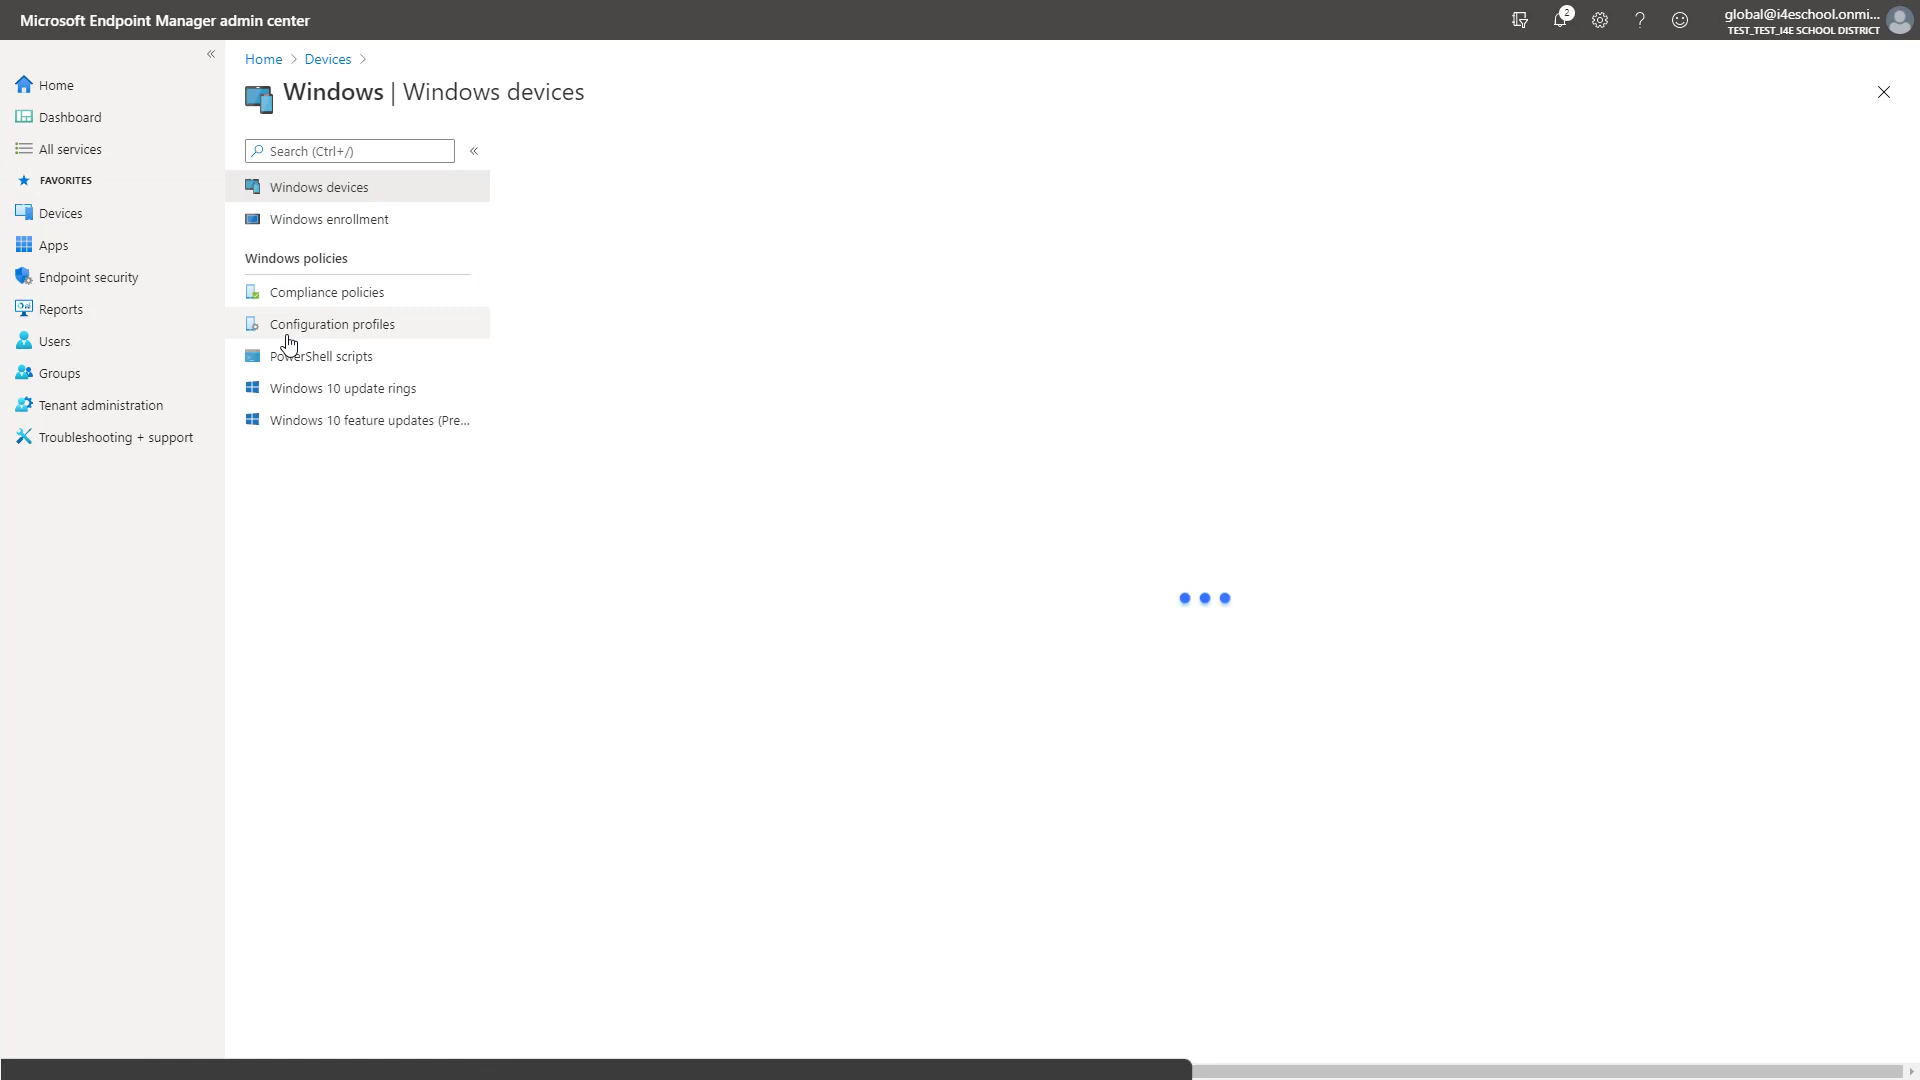 Microsoft Endpoint Manager admin center
2
global@i4eschool.onmi...
TEST_TEST_I4E SCHOOL DISTRICT
Home
Dashboard
All services
FAVORITES
Devices
Apps
Endpoint security
Reports
Users
Groups
Tenant administration
Troubleshooting + support
Home > Devices >
Windows | Windows devices
Search (Ctrl+/)
Windows devices
Windows enrollment
Windows policies
Compliance policies
Configuration profiles
PowerShell scripts
Windows 10 update rings
Windows 10 feature updates (Pre...